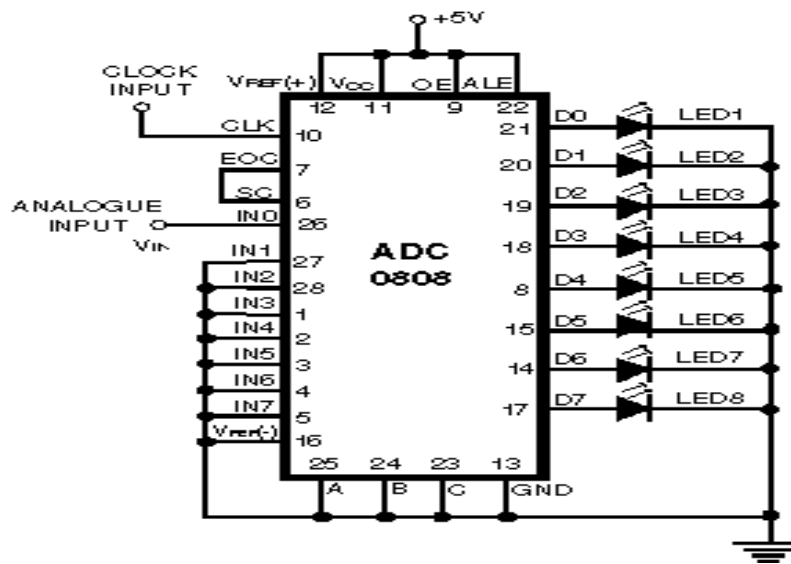 +5V
CLOCK
INPUT
VREF(+) VCC OE ALE
12 11 9 22
CLK 10
EOC 7
SC 6
ANALOGUE
INPUT
VIN
IN0 26
IN1 27
IN2 28
IN3 1
IN4 2
IN5 3
IN6 4
IN7 5
VREF(-) 16
ADC
0808
21 D0 LED1
20 D1 LED2
19 D2 LED3
18 D3 LED4
8 D4 LED5
15 D5 LED6
14 D6 LED7
17 D7 LED8
25 24 23 13
A B C GND